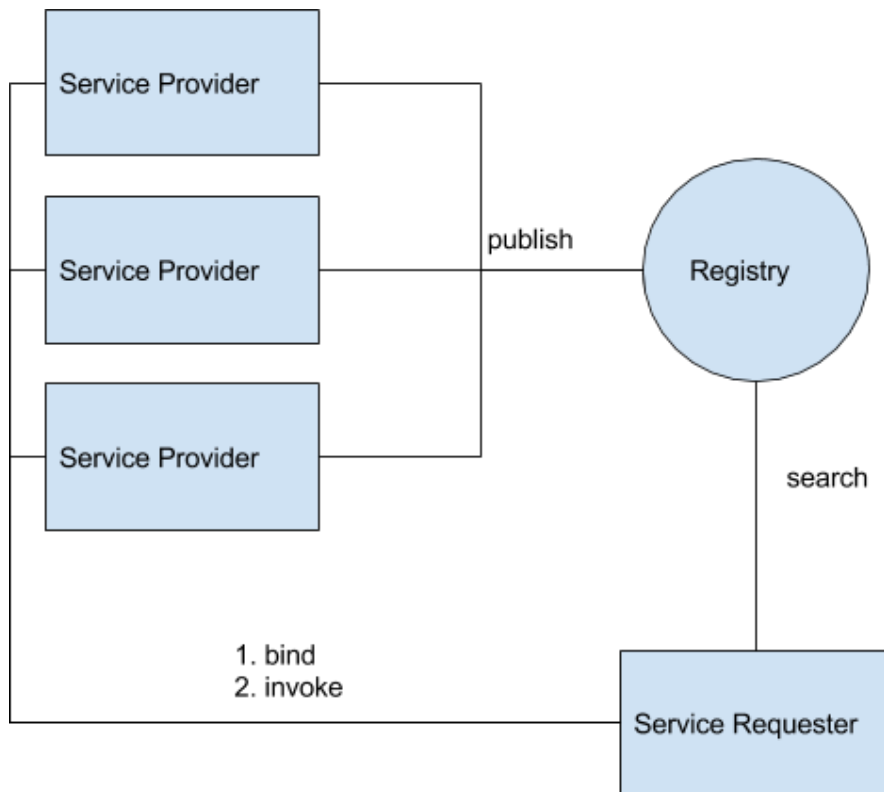 Service Provider
publish
Service Provider
Registry
Service Provider
search
1. bind
2. invoke
Service Requester